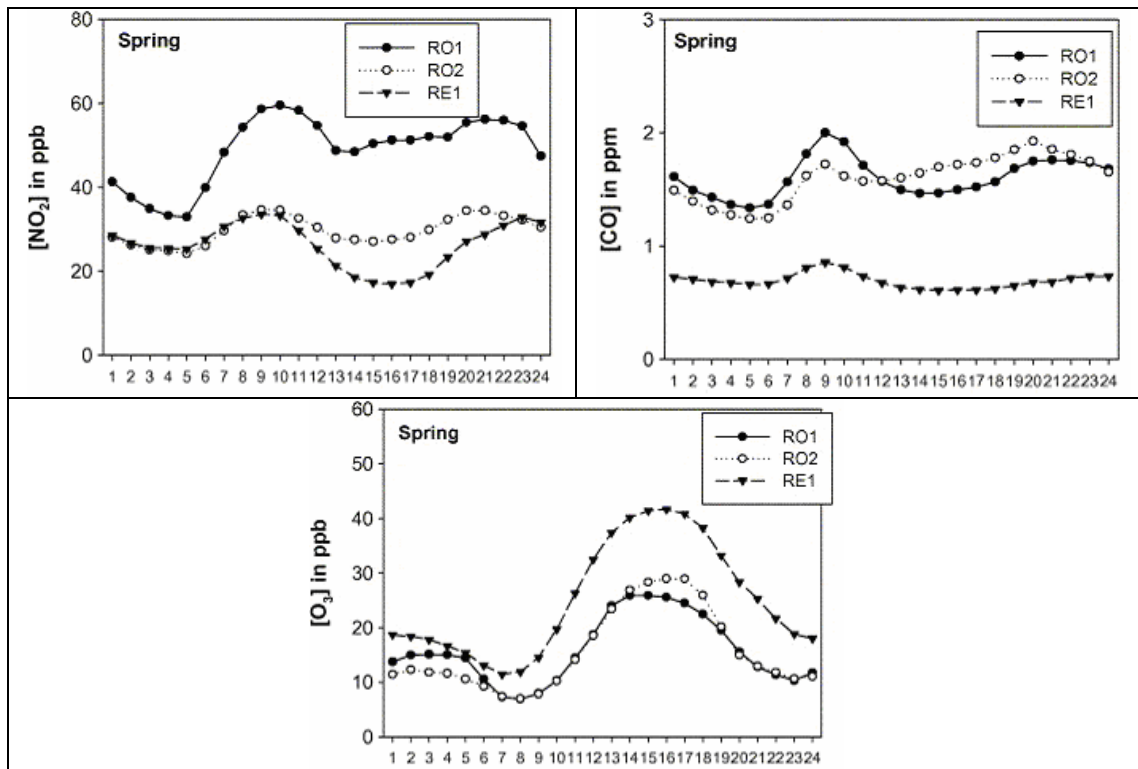 Spring
RO1
RO2
RE1
[NO₂] in ppb
80
60
40
20
0
1 2 3 4 5 6 7 8 9 10 11 12 13 14 15 16 17 18 19 20 21 22 23 24
Spring
RO1
RO2
RE1
[CO] in ppm
3
2
1
0
1 2 3 4 5 6 7 8 9 10 11 12 13 14 15 16 17 18 19 20 21 22 23 24
Spring
RO1
RO2
RE1
[O₃] in ppb
60
50
40
30
20
10
0
1 2 3 4 5 6 7 8 9 10 11 12 13 14 15 16 17 18 19 20 21 22 23 24